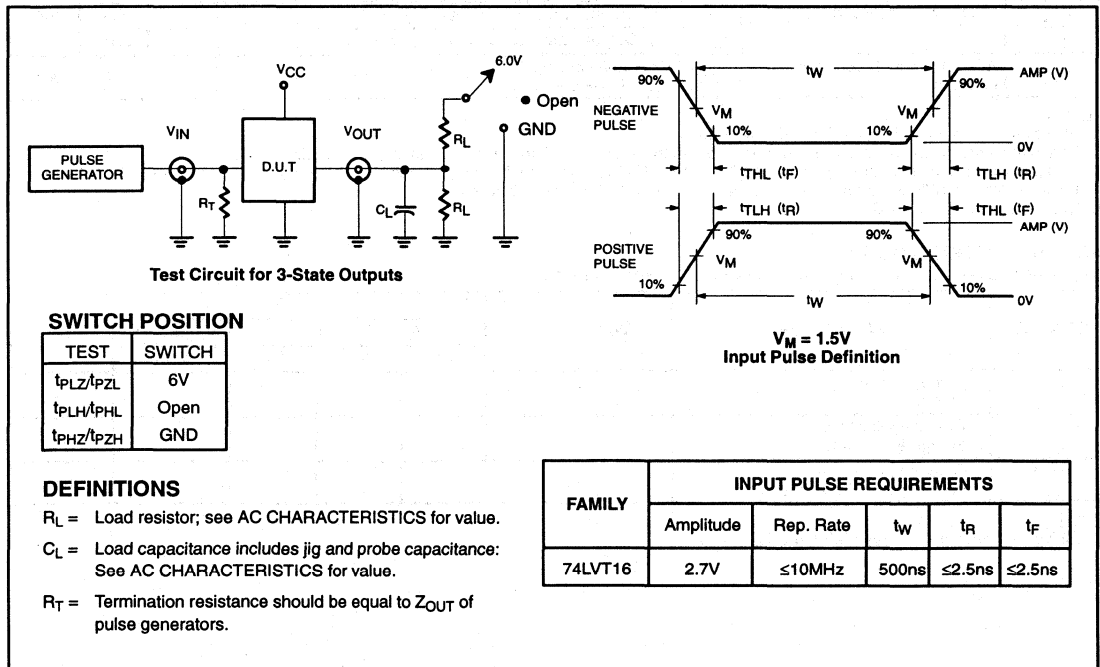 PULSE
GENERATOR
VIN
RT
VCC
D.U.T
VOUT
CL
RL
RL
6.0V
Open
GND
Test Circuit for 3-State Outputs
NEGATIVE
PULSE
90%
VM
10%
tW
10%
VM
90%
AMP (V)
0V
tTHL (tF)
tTLH (tR)
tTLH (tR)
tTHL (tF)
POSITIVE
PULSE
10%
VM
90%
tW
90%
VM
10%
AMP (V)
0V
VM = 1.5V
Input Pulse Definition
SWITCH POSITION
TEST SWITCH
tPLZ/tPZL 6V
tPLH/tPHL Open
tPHZ/tPZH GND
DEFINITIONS
RL = Load resistor; see AC CHARACTERISTICS for value.
CL = Load capacitance includes jig and probe capacitance:
See AC CHARACTERISTICS for value.
RT = Termination resistance should be equal to ZOUT of
pulse generators.
FAMILY INPUT PULSE REQUIREMENTS
Amplitude Rep. Rate tW tR tF
74LVT16 2.7V ≤10MHz 500ns ≤2.5ns ≤2.5ns